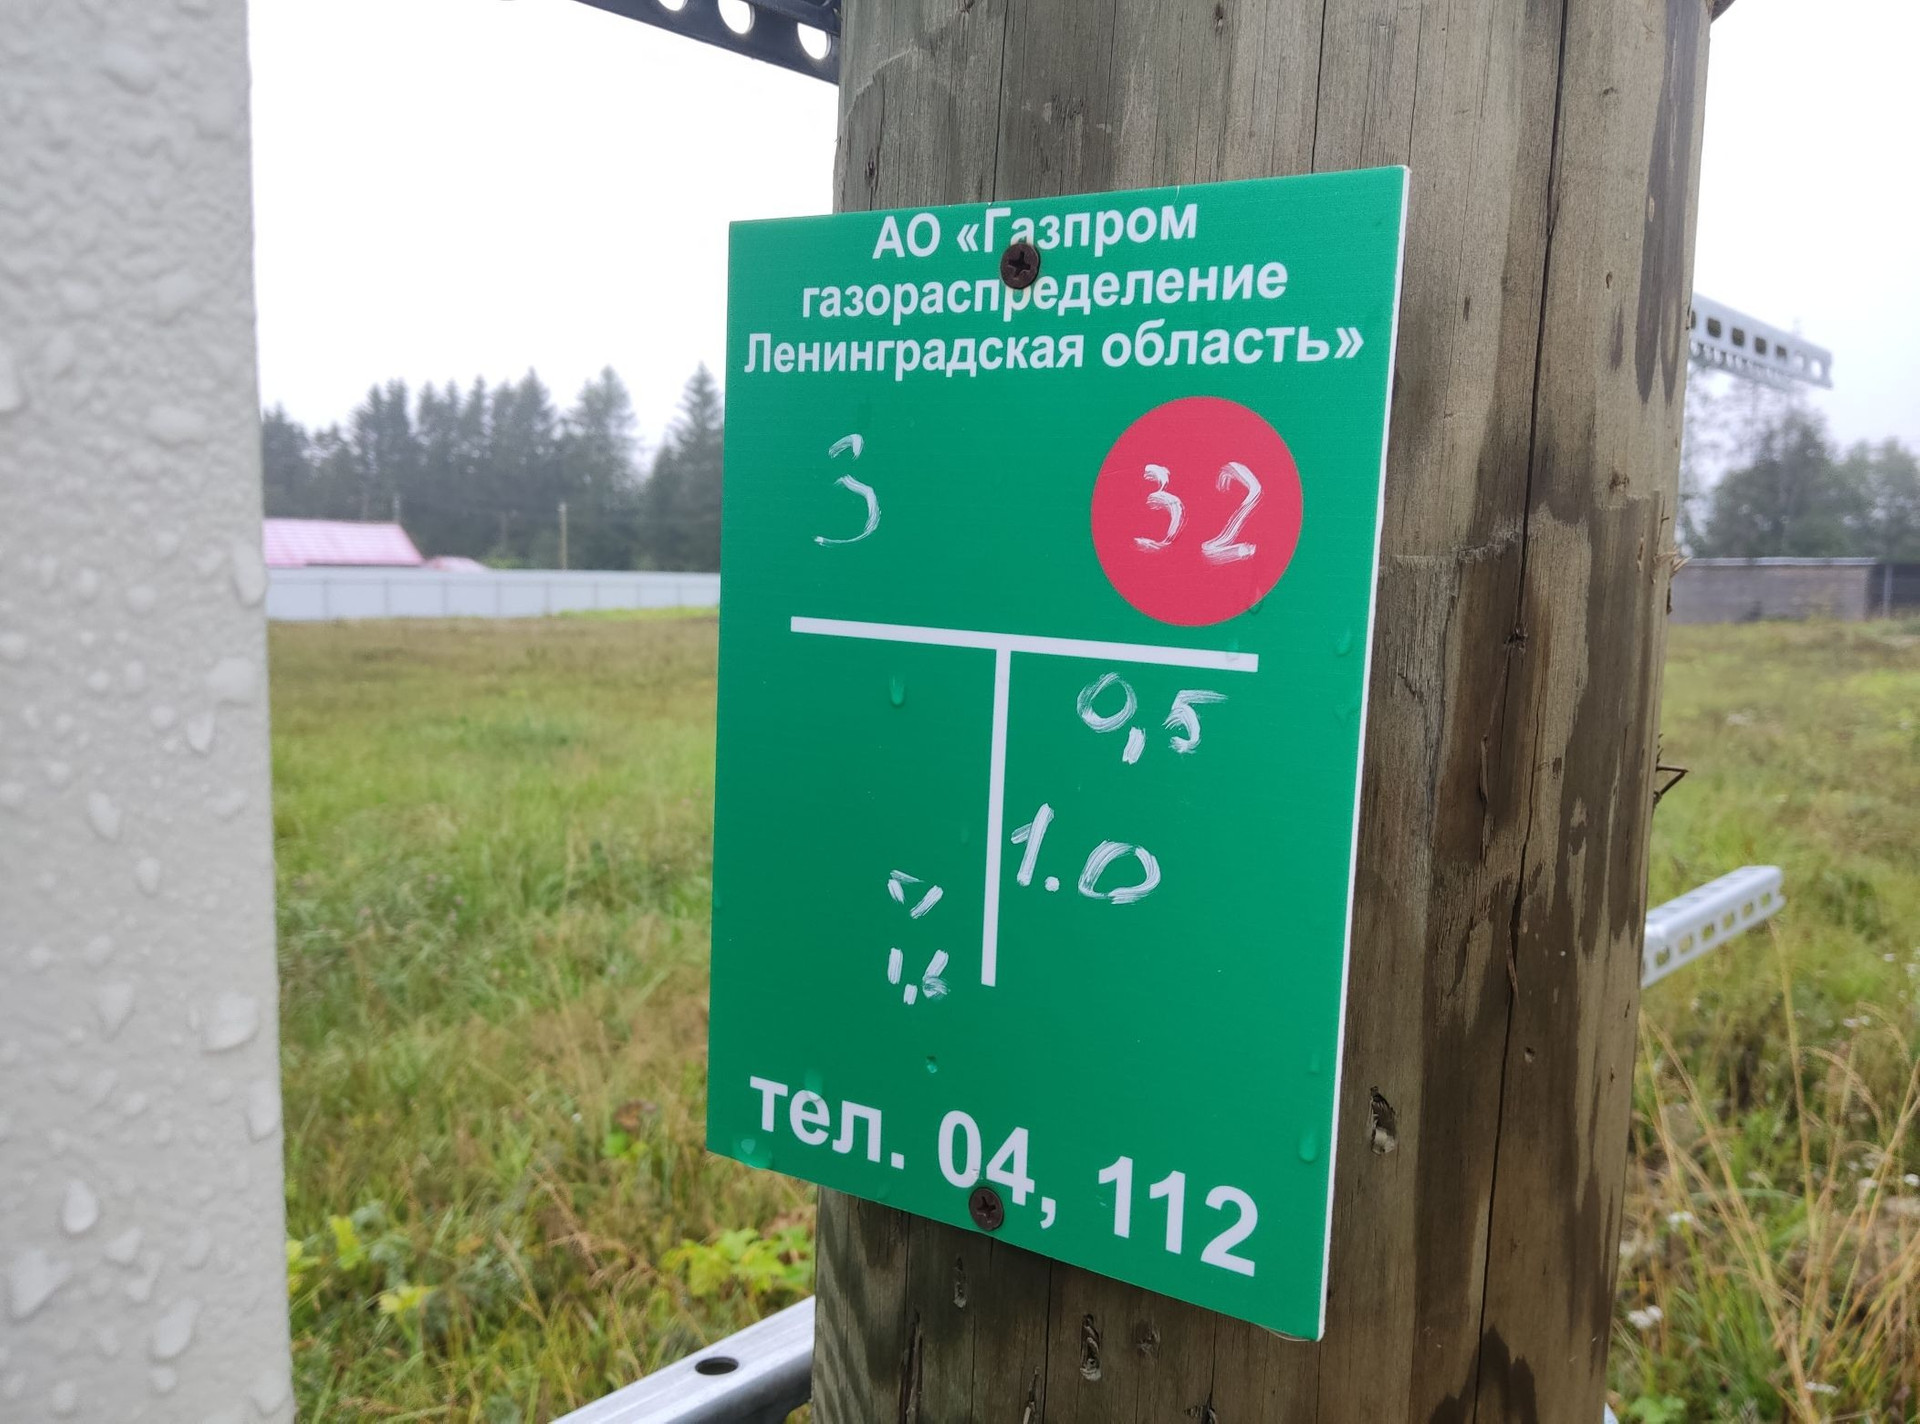 АО «Газпром
газораспределение
Ленинградская область»
3 32
0,5
1.0
тел. 04, 112